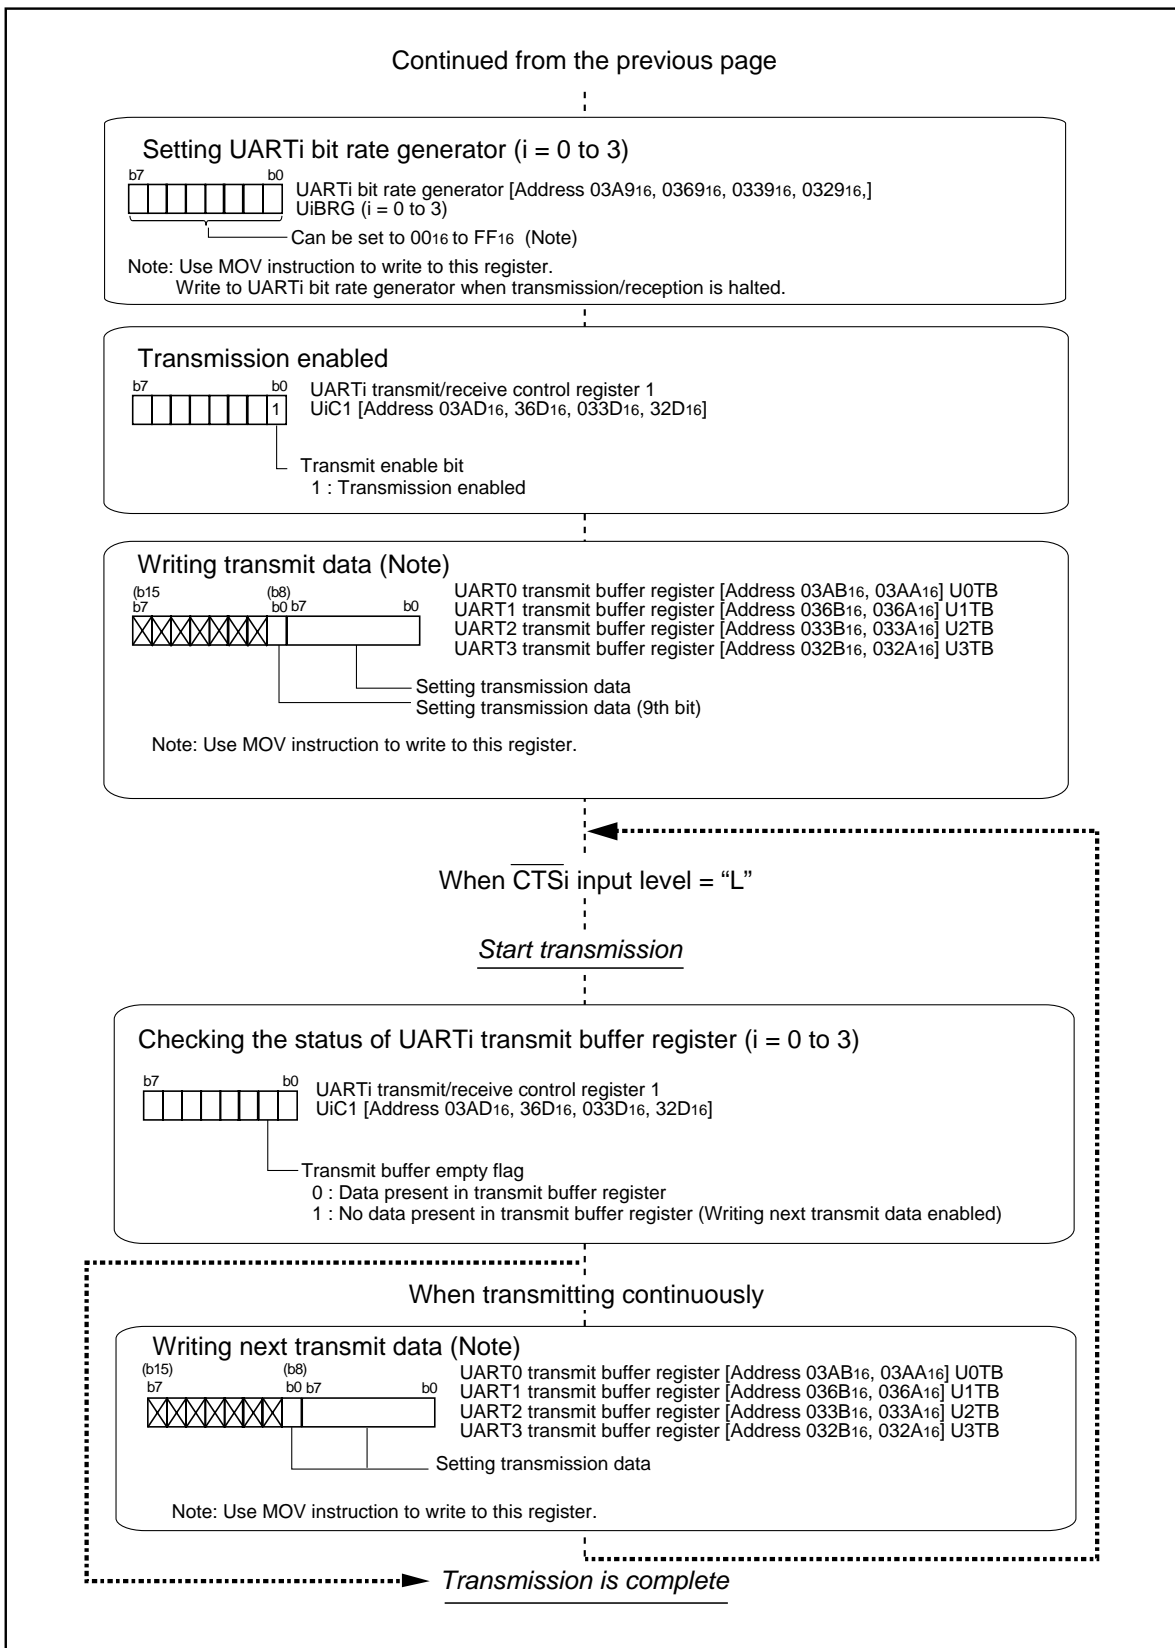 Continued from the previous page
Setting UARTi bit rate generator (i = 0 to 3)
b7 b0
UARTi bit rate generator [Address 03A916, 036916, 033916, 032916,]
UiBRG (i = 0 to 3)
Can be set to 0016 to FF16 (Note)
Note: Use MOV instruction to write to this register.
Write to UARTi bit rate generator when transmission/reception is halted.
Transmission enabled
b7 b0
UARTi transmit/receive control register 1
1
UiC1 [Address 03AD16, 36D16, 033D16, 32D16]
Transmit enable bit
1 : Transmission enabled
Writing transmit data (Note)
(b15 (b8)
b7 b0 b7 b0
UART0 transmit buffer register [Address 03AB16, 03AA16] U0TB
UART1 transmit buffer register [Address 036B16, 036A16] U1TB
UART2 transmit buffer register [Address 033B16, 033A16] U2TB
UART3 transmit buffer register [Address 032B16, 032A16] U3TB
Setting transmission data
Setting transmission data (9th bit)
Note: Use MOV instruction to write to this register.
When CTSi input level = “L”
Start transmission
Checking the status of UARTi transmit buffer register (i = 0 to 3)
b7 b0
UARTi transmit/receive control register 1
UiC1 [Address 03AD16, 36D16, 033D16, 32D16]
Transmit buffer empty flag
0 : Data present in transmit buffer register
1 : No data present in transmit buffer register (Writing next transmit data enabled)
When transmitting continuously
Writing next transmit data (Note)
(b15) (b8)
b7 b0 b7 b0
UART0 transmit buffer register [Address 03AB16, 03AA16] U0TB
UART1 transmit buffer register [Address 036B16, 036A16] U1TB
UART2 transmit buffer register [Address 033B16, 033A16] U2TB
UART3 transmit buffer register [Address 032B16, 032A16] U3TB
Setting transmission data
Note: Use MOV instruction to write to this register.
Transmission is complete